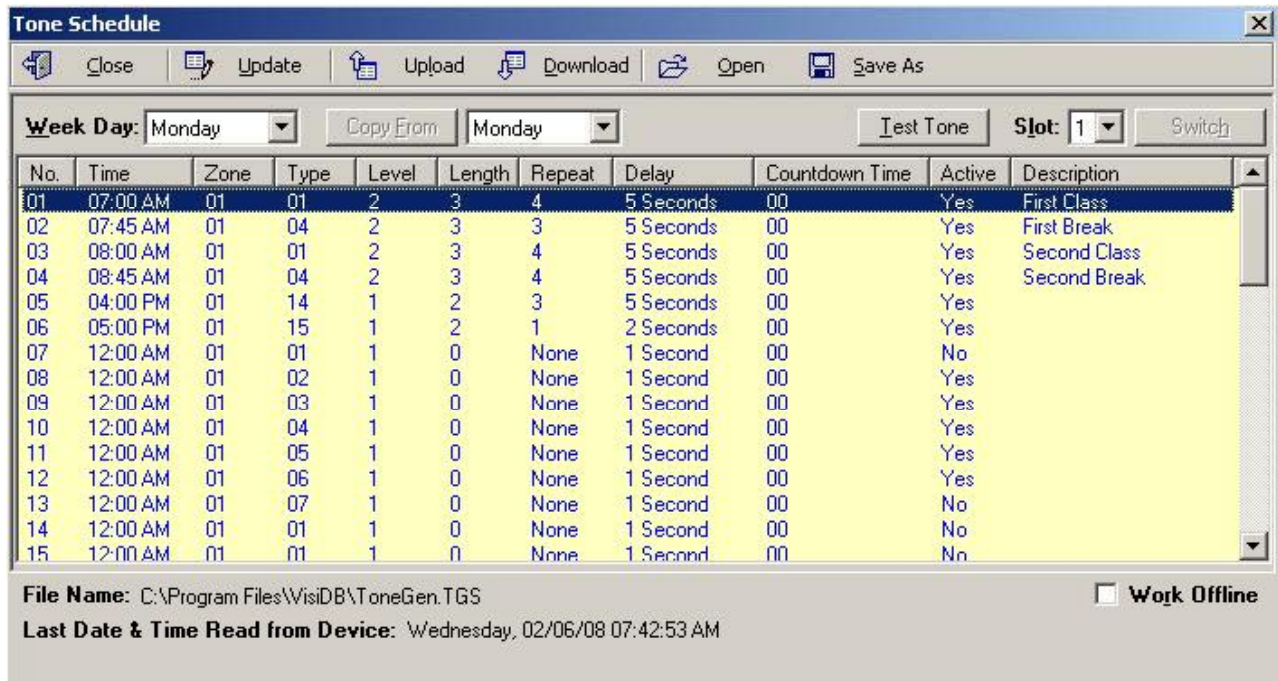 Tone Schedule
Close Update Upload Download Open Save As
Week Day: Monday Copy From Monday Test Tone Slot: 1 Switch
No. Time Zone Type Level Length Repeat Delay Countdown Time Active Description
01 07:00 AM 01 01 2 3 4 5 Seconds 00 Yes First Class
02 07:45 AM 01 04 2 3 3 5 Seconds 00 Yes First Break
03 08:00 AM 01 01 2 3 4 5 Seconds 00 Yes Second Class
04 08:45 AM 01 04 2 3 4 5 Seconds 00 Yes Second Break
05 04:00 PM 01 14 1 2 3 5 Seconds 00 Yes
06 05:00 PM 01 15 1 2 1 2 Seconds 00 Yes
07 12:00 AM 01 01 1 0 None 1 Second 00 No
08 12:00 AM 01 02 1 0 None 1 Second 00 Yes
09 12:00 AM 01 03 1 0 None 1 Second 00 Yes
10 12:00 AM 01 04 1 0 None 1 Second 00 Yes
11 12:00 AM 01 05 1 0 None 1 Second 00 Yes
12 12:00 AM 01 06 1 0 None 1 Second 00 Yes
13 12:00 AM 01 07 1 0 None 1 Second 00 No
14 12:00 AM 01 01 1 0 None 1 Second 00 No
15 12:00 AM 01 01 1 0 None 1 Second 00 No
File Name: C:\Program Files\VisiDB\ToneGen.TGS Work Offline
Last Date & Time Read from Device: Wednesday, 02/06/08 07:42:53 AM